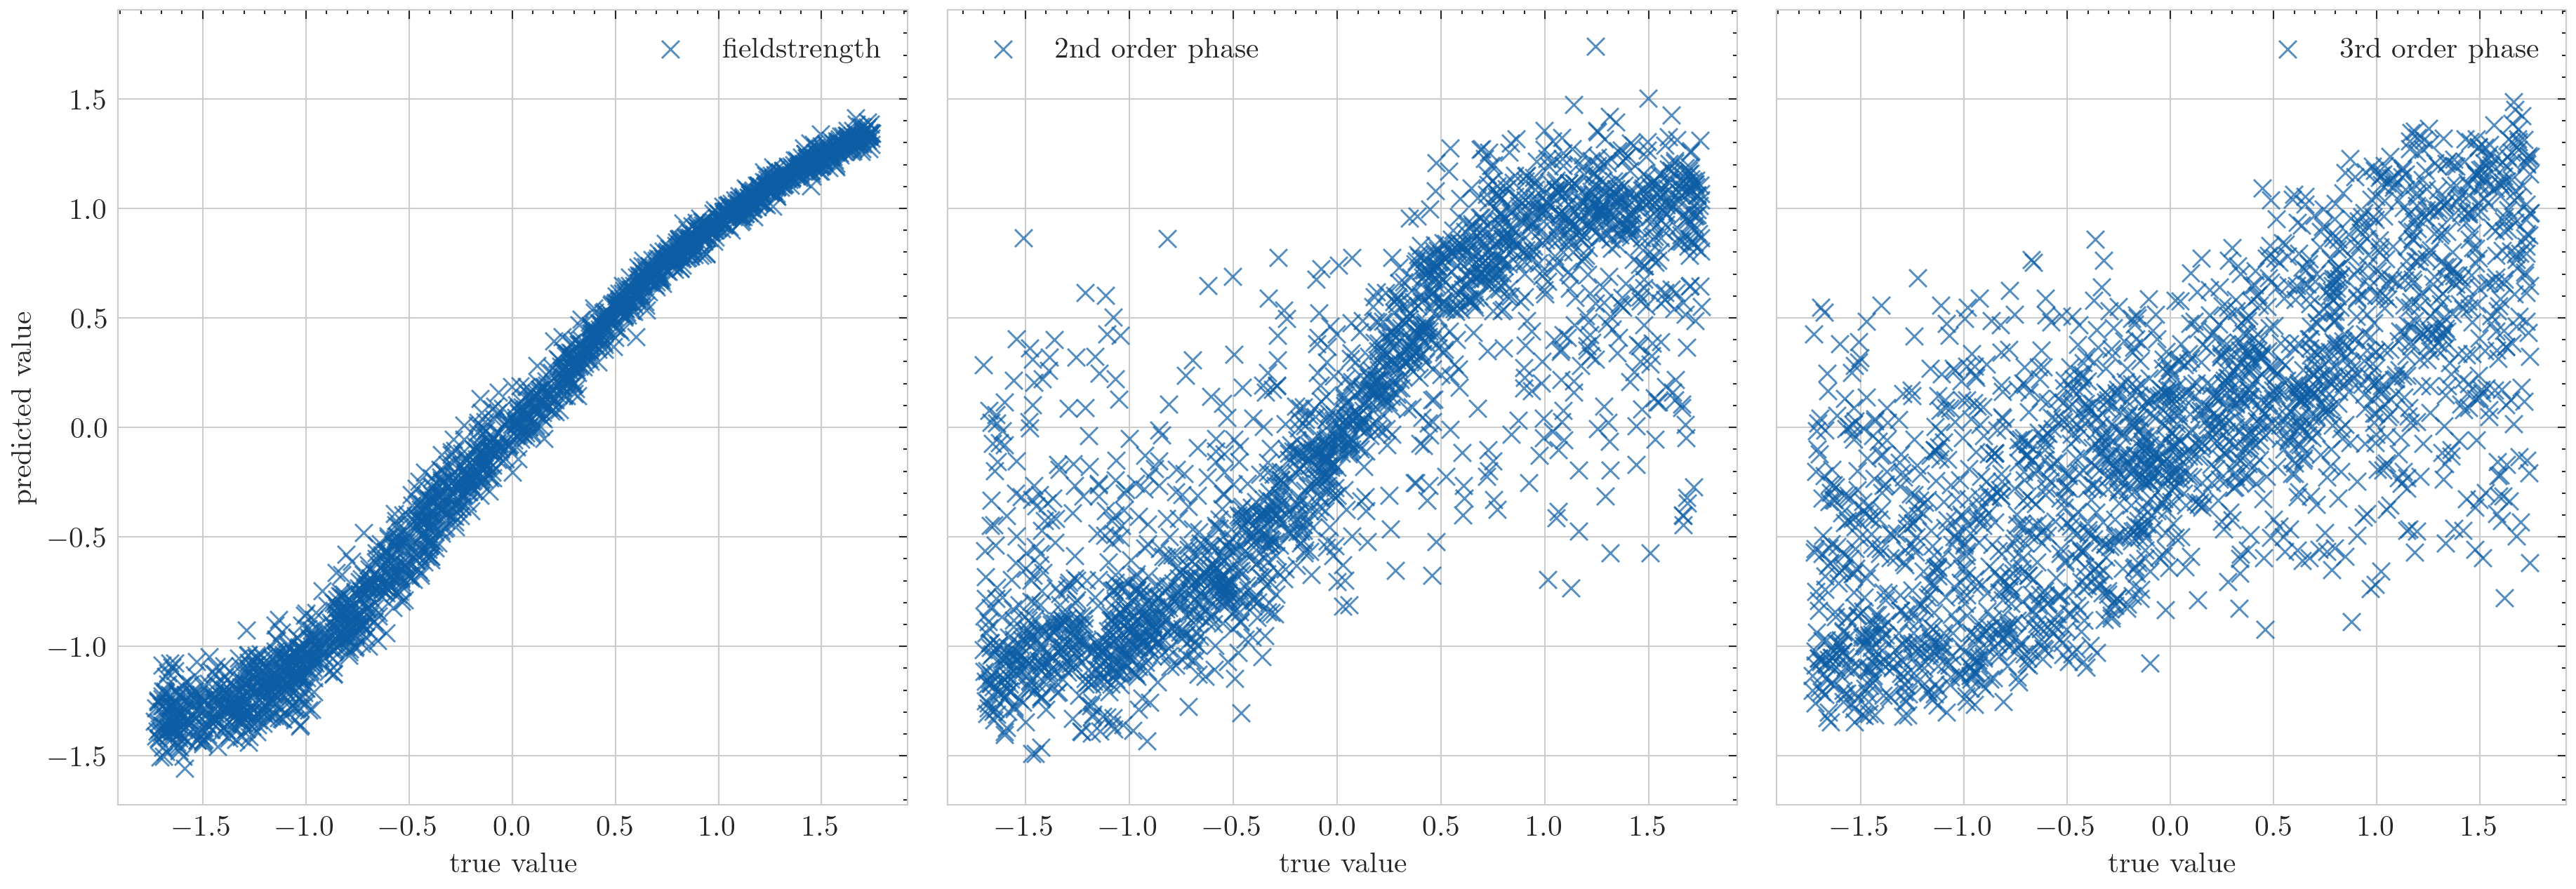 fieldstrength
2nd order phase
3rd order phase
1.5
1.0
0.5
0.0
−0.5
−1.0
−1.5
predicted value
−1.5 −1.0 −0.5 0.0 0.5 1.0 1.5
−1.5 −1.0 −0.5 0.0 0.5 1.0 1.5
−1.5 −1.0 −0.5 0.0 0.5 1.0 1.5
true value
true value
true value